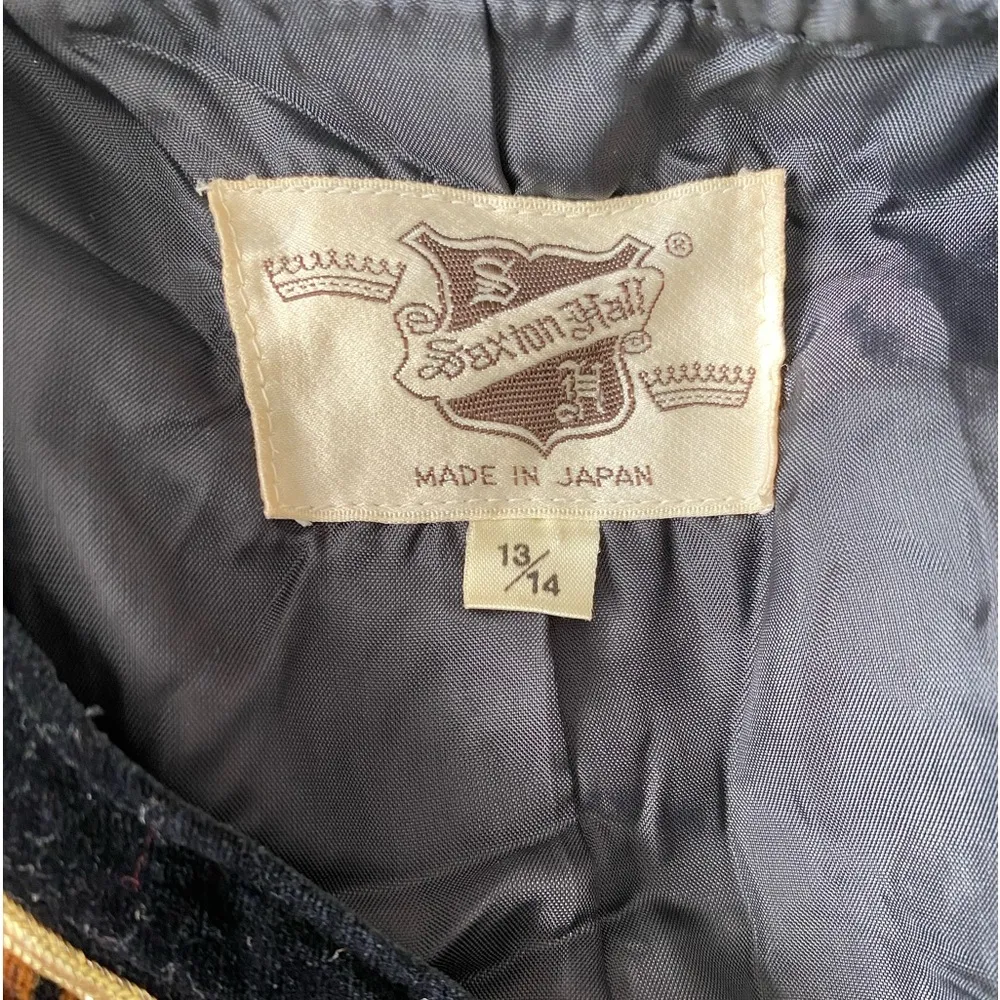 S
®
Saxton Hall
H
MADE IN JAPAN
13/14